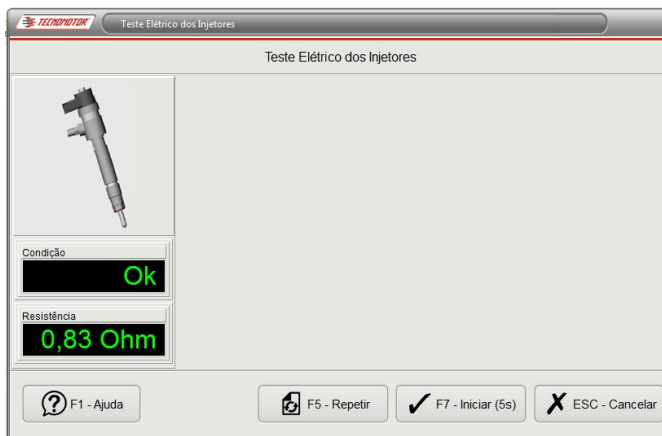 TECNOMOTOR
Teste Elétrico dos Injetores
Teste Elétrico dos Injetores
Condição
Ok
Resistência
0,83 Ohm
F1 - Ajuda
F5 - Repetir
F7 - Iniciar (5s)
ESC - Cancelar